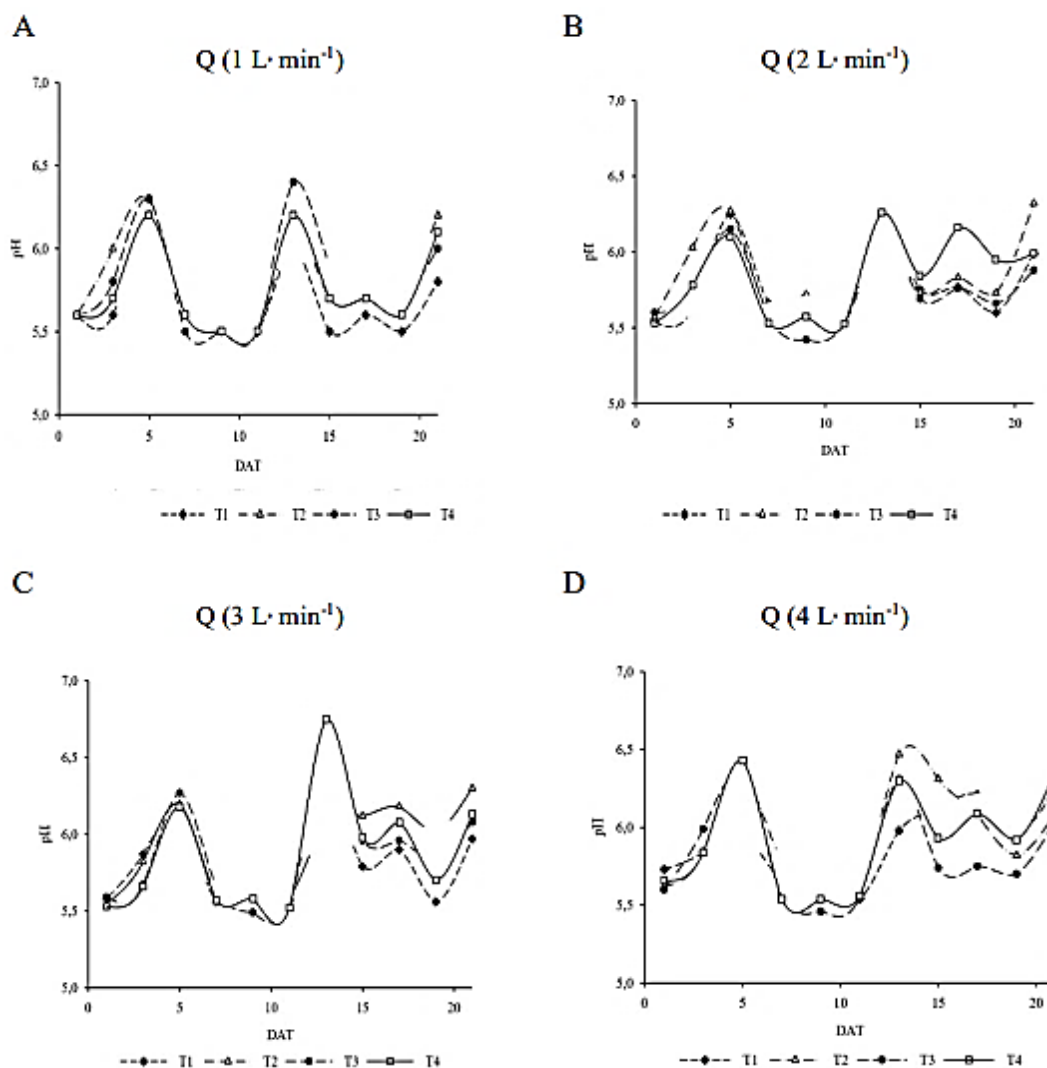 A
Q (1 L· min⁻¹)
7,0
6,5
6,0
5,5
5,0
pH
0 5 10 15 20
DAT
T1 T2 T3 T4
B
Q (2 L· min⁻¹)
7,0
6,5
6,0
5,5
5,0
pH
0 5 10 15 20
DAT
T1 T2 T3 T4
C
Q (3 L· min⁻¹)
7,0
6,5
6,0
5,5
5,0
pH
0 5 10 15 20
DAT
T1 T2 T3 T4
D
Q (4 L· min⁻¹)
7,0
6,5
6,0
5,5
5,0
pH
0 5 10 15 20
DAT
T1 T2 T3 T4